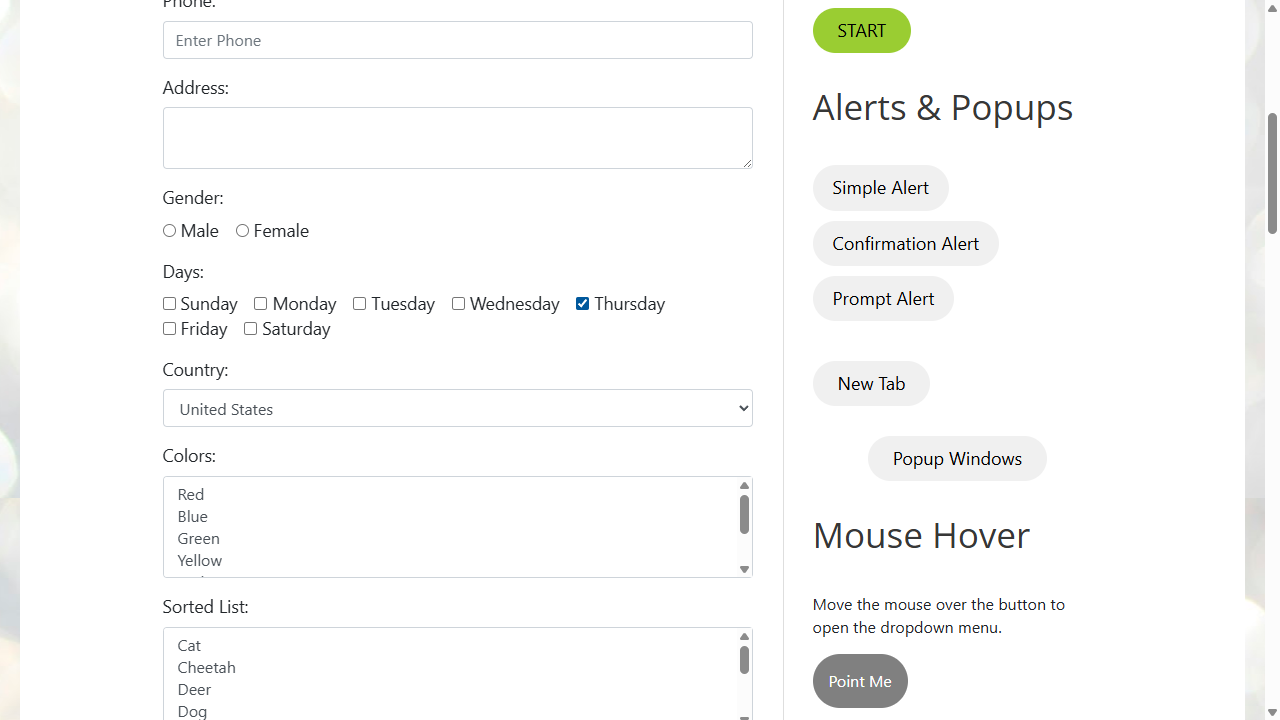 Phone:
Enter Phone
Address:
Gender:
Male Female
Days:
Sunday Monday Tuesday Wednesday Thursday
Friday Saturday
Country:
United States
Colors:
Red
Blue
Green
Yellow
Sorted List:
Cat
Cheetah
Deer
Dog
START
Alerts & Popups
Simple Alert
Confirmation Alert
Prompt Alert
New Tab
Popup Windows
Mouse Hover
Move the mouse over the button to
open the dropdown menu.
Point Me